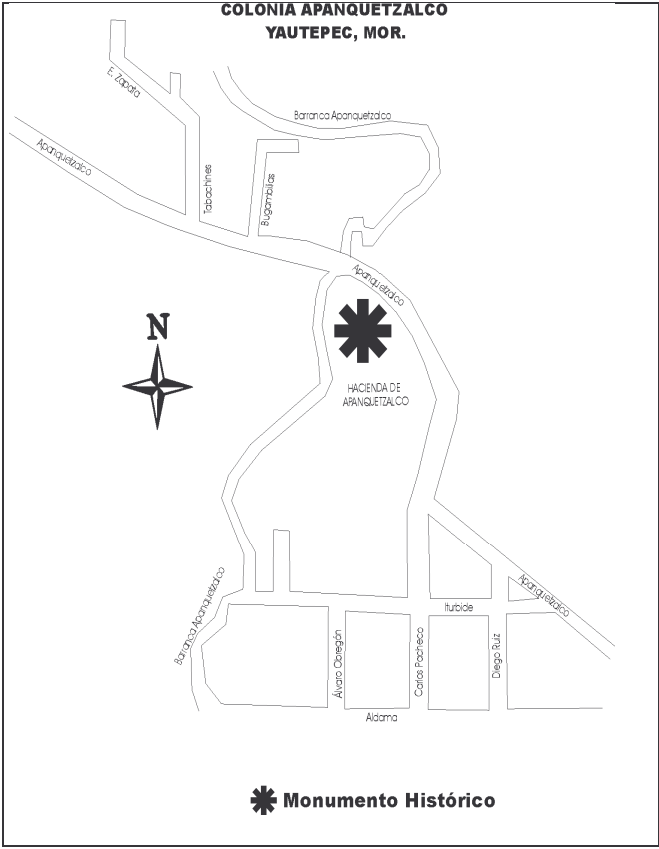 COLONIA APANQUETZALCO
YAUTEPEC, MOR.
E. Zapata
Barranca Apanquetzalco
Apanquetzalco
Tabachines
Bugambilias
Apanquetzalco
N
HACIENDA DE
APANQUETZALCO
Barranca Apanquetzalco
Apanquetzalco
Iturbide
Álvaro Obregón
Carlos Pacheco
Diego Ruiz
Aldama
Monumento Histórico